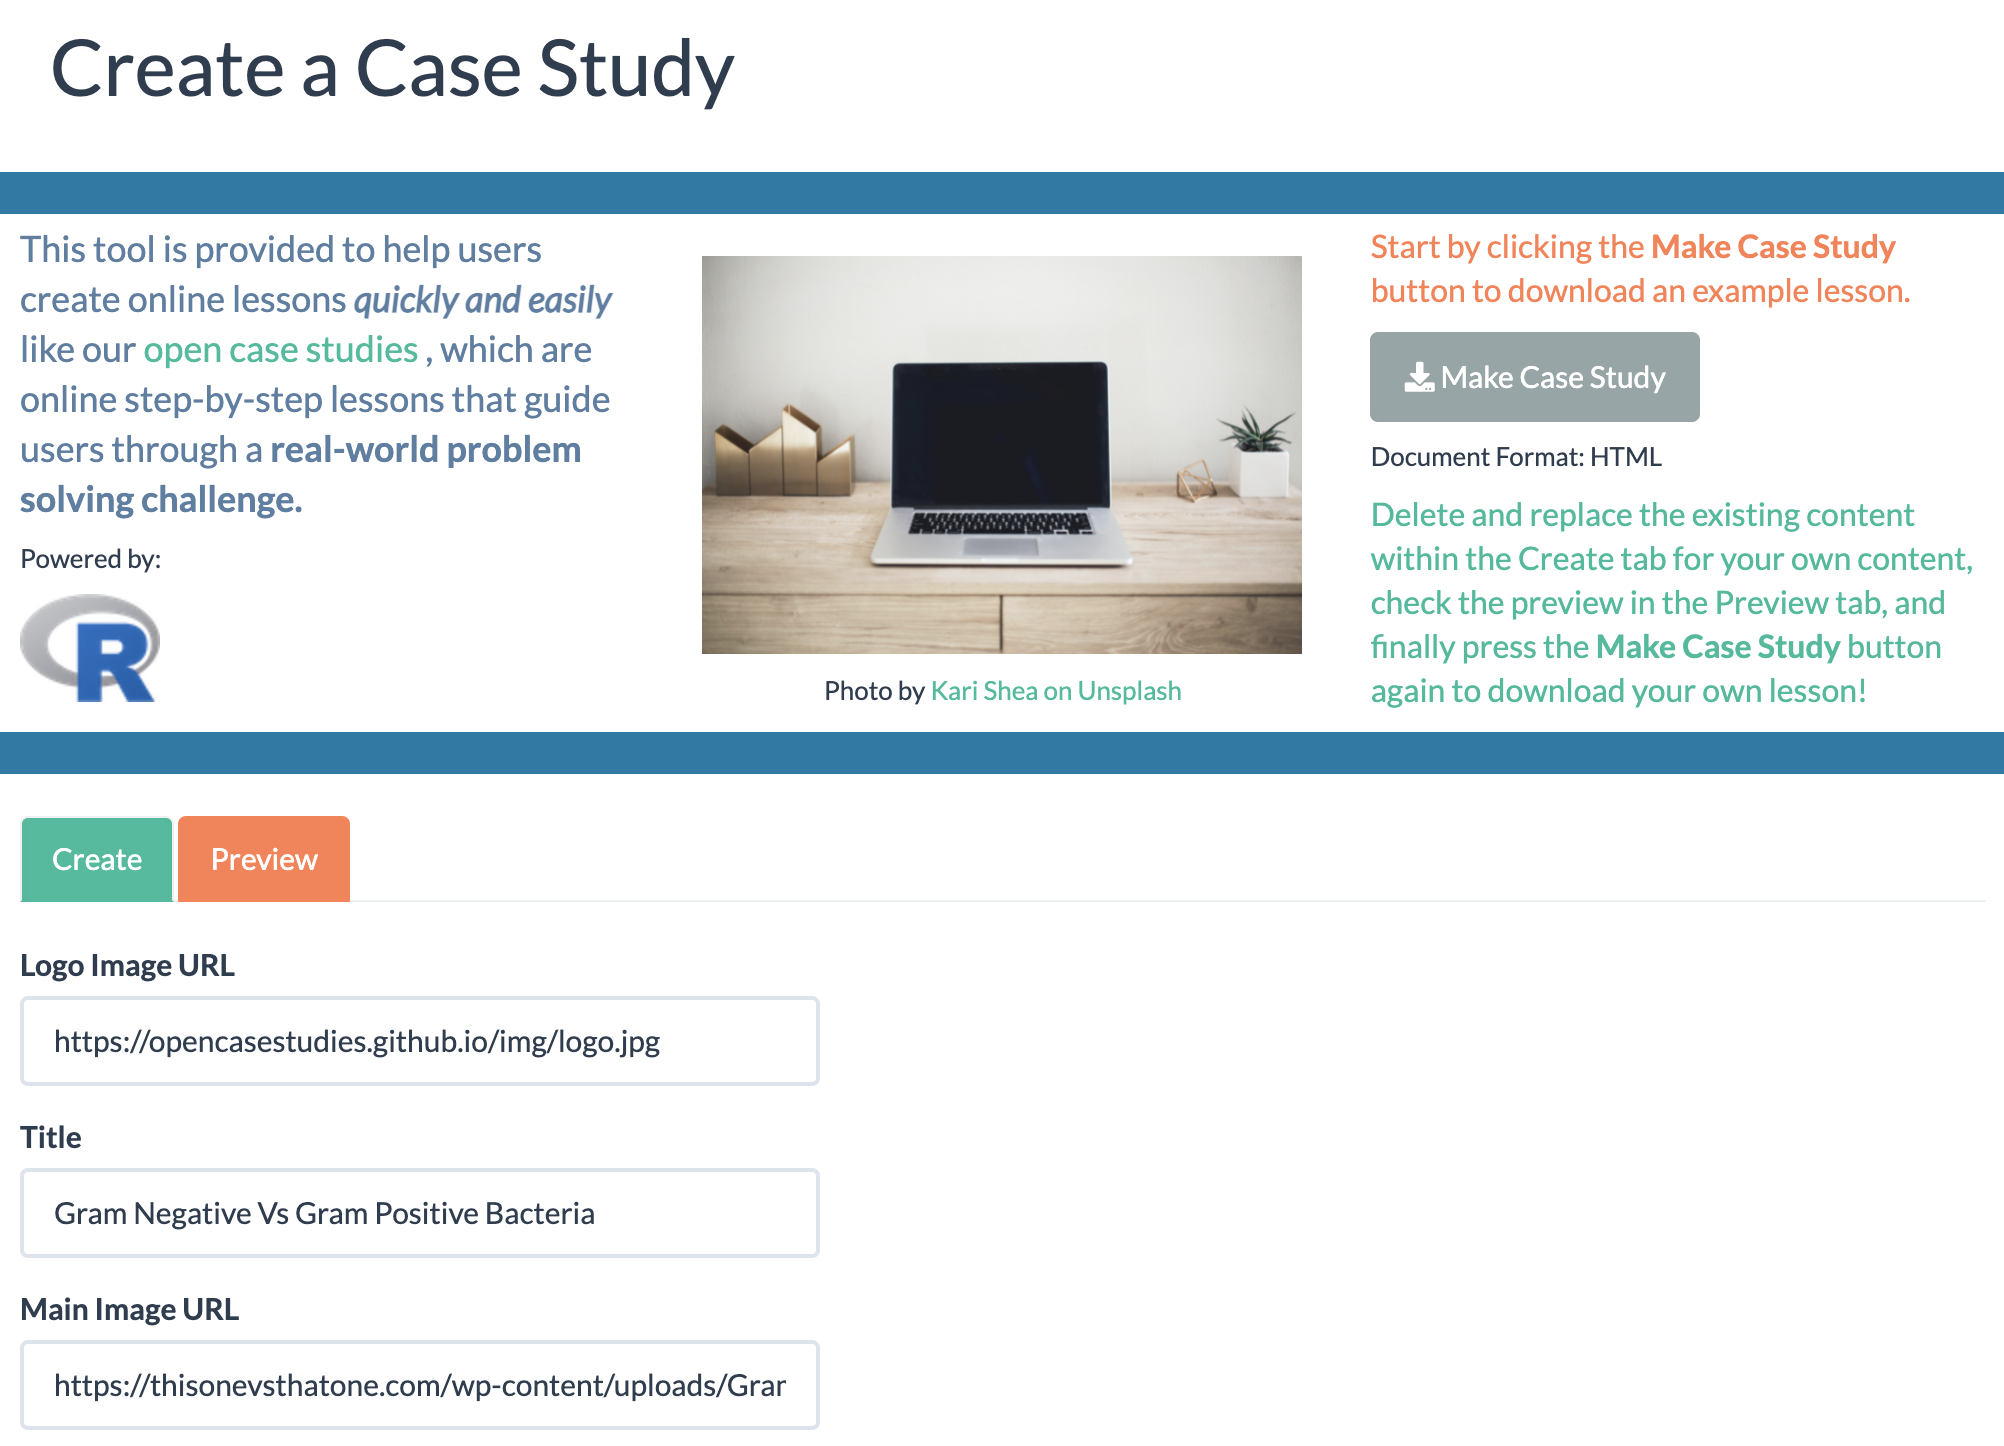 Create a Case Study
This tool is provided to help users
create online lessons quickly and easily
like our open case studies , which are
online step-by-step lessons that guide
users through a real-world problem
solving challenge.
Powered by:
R
Photo by Kari Shea on Unsplash
Start by clicking the Make Case Study
button to download an example lesson.
Make Case Study
Document Format: HTML
Delete and replace the existing content
within the Create tab for your own content,
check the preview in the Preview tab, and
finally press the Make Case Study button
again to download your own lesson!
Create
Preview
Logo Image URL
https://opencasestudies.github.io/img/logo.jpg
Title
Gram Negative Vs Gram Positive Bacteria
Main Image URL
https://thisonevsthatone.com/wp-content/uploads/Gram